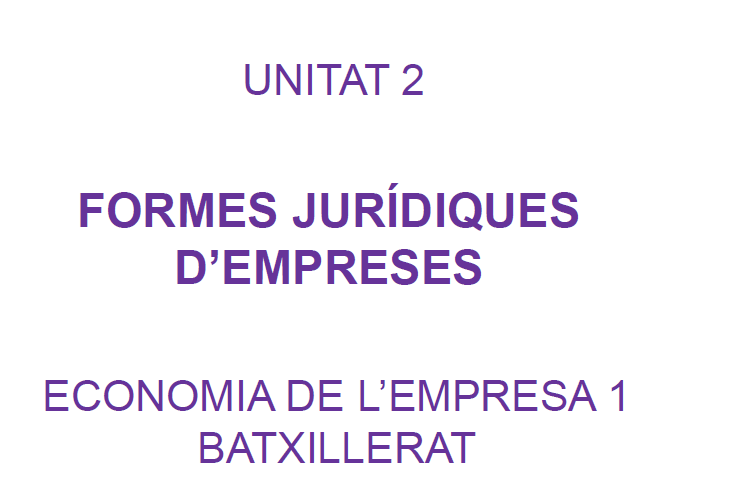 UNITAT 2
FORMES JURÍDIQUES
D’EMPRESES
ECONOMIA DE L’EMPRESA 1
BATXILLERAT